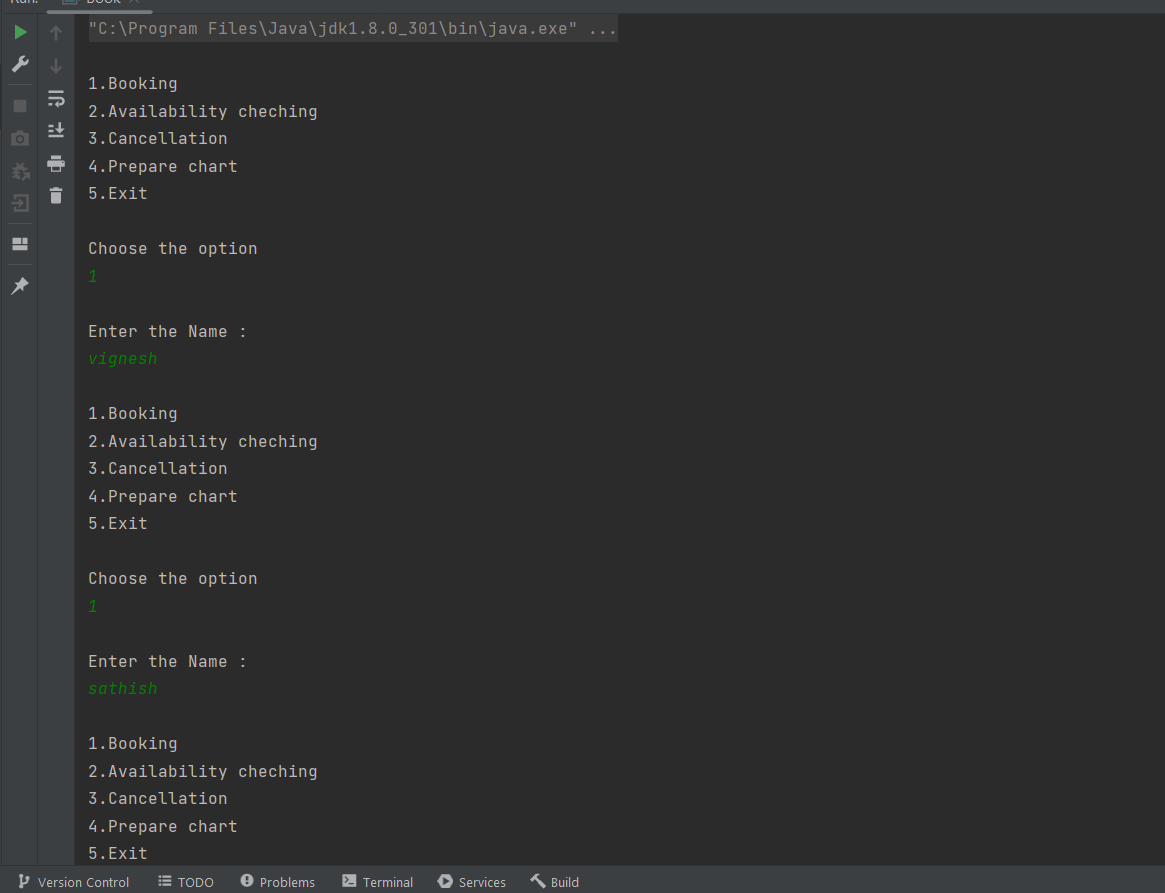 Run:
Book
"C:\Program Files\Java\jdk1.8.0_301\bin\java.exe" ...
1.Booking
2.Availability cheching
3.Cancellation
4.Prepare chart
5.Exit
Choose the option
1
Enter the Name :
vignesh
1.Booking
2.Availability cheching
3.Cancellation
4.Prepare chart
5.Exit
Choose the option
1
Enter the Name :
sathish
1.Booking
2.Availability cheching
3.Cancellation
4.Prepare chart
5.Exit
Version Control TODO Problems Terminal Services Build